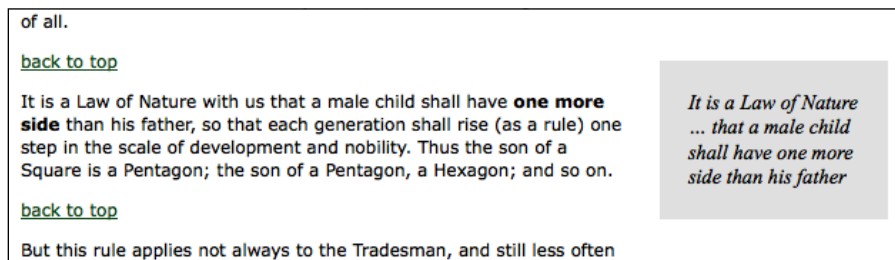 of all.
back to top
It is a Law of Nature with us that a male child shall have one more
side than his father, so that each generation shall rise (as a rule) one
step in the scale of development and nobility. Thus the son of a
Square is a Pentagon; the son of a Pentagon, a Hexagon; and so on.
back to top
But this rule applies not always to the Tradesman, and still less often
It is a Law of Nature
... that a male child
shall have one more
side than his father